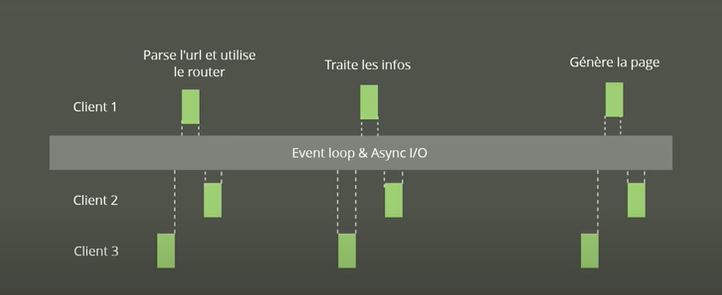 Parse l'url et utilise
le router
Traite les infos
Génère la page
Client 1
Event loop & Async I/O
Client 2
Client 3